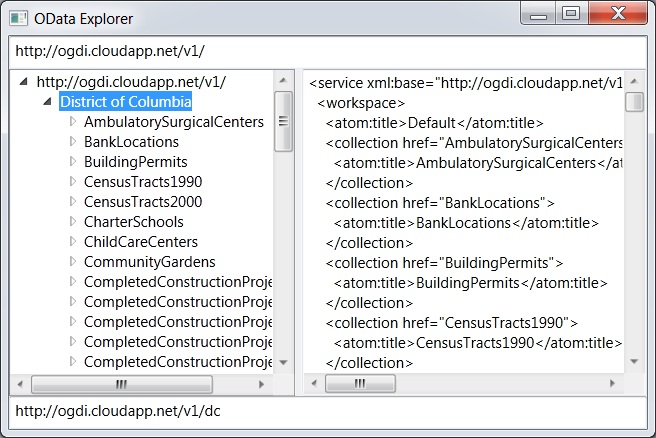 OData Explorer
http://ogdi.cloudapp.net/v1/
http://ogdi.cloudapp.net/v1/
District of Columbia
AmbulatorySurgicalCenters
BankLocations
BuildingPermits
CensusTracts1990
CensusTracts2000
CharterSchools
ChildCareCenters
CommunityGardens
CompletedConstructionProje
CompletedConstructionProje
CompletedConstructionProje
CompletedConstructionProje
CompletedConstructionProje
<service xml:base="http://ogdi.cloudapp.net/v1
<workspace>
<atom:title>Default</atom:title>
<collection href="AmbulatorySurgicalCenters
<atom:title>AmbulatorySurgicalCenters</at
</collection>
<collection href="BankLocations">
<atom:title>BankLocations</atom:title>
</collection>
<collection href="BuildingPermits">
<atom:title>BuildingPermits</atom:title>
</collection>
<collection href="CensusTracts1990">
<atom:title>CensusTracts1990</atom:title>
</collection>
http://ogdi.cloudapp.net/v1/dc